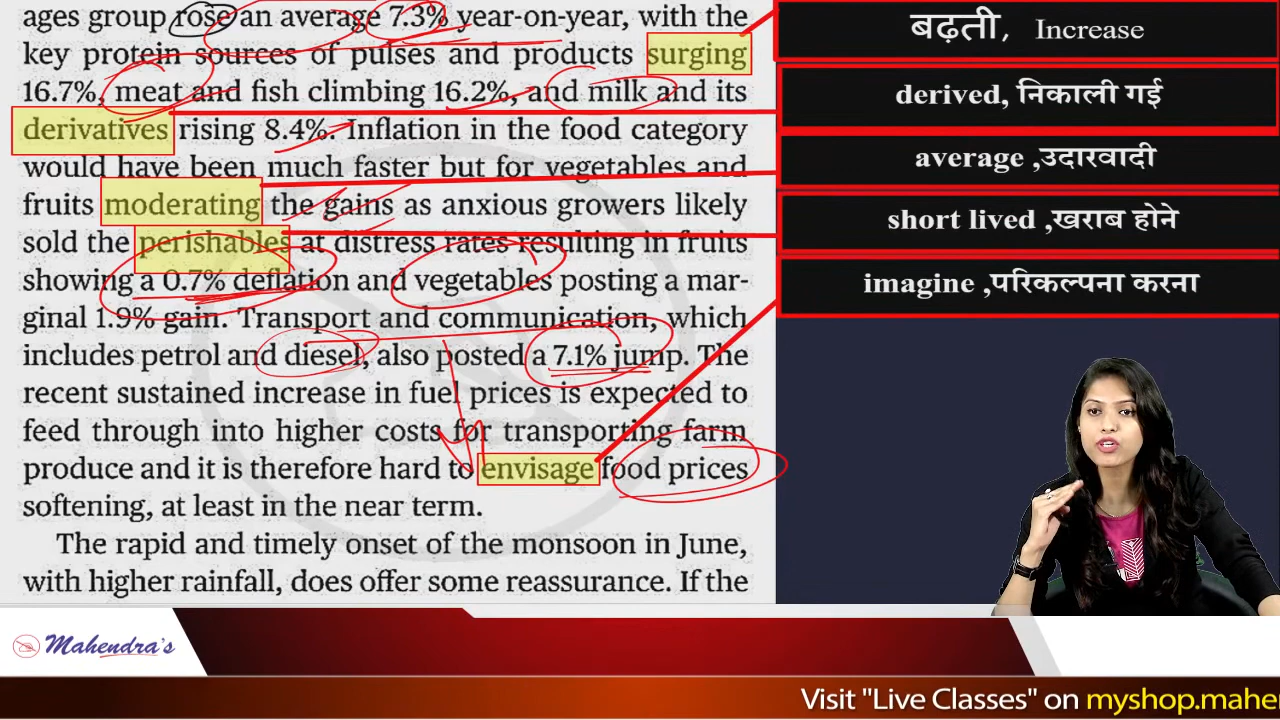 ages group rose an average 7.3% year-on-year, with the
key protein sources of pulses and products surging
16.7%, meat and fish climbing 16.2%, and milk and its
derivatives rising 8.4%. Inflation in the food category
would have been much faster but for vegetables and
fruits moderating the gains as anxious growers likely
sold the perishables at distress rates resulting in fruits
showing a 0.7% deflation and vegetables posting a mar-
ginal 1.9% gain. Transport and communication, which
includes petrol and diesel, also posted a 7.1% jump. The
recent sustained increase in fuel prices is expected to
feed through into higher costs for transporting farm
produce and it is therefore hard to envisage food prices
softening, at least in the near term.
The rapid and timely onset of the monsoon in June,
with higher rainfall, does offer some reassurance. If the
बढ़ती, Increase
derived, निकाली गई
average ,उदारवादी
short lived ,खराब होने
imagine ,परिकल्पना करना
Mahendra's
Visit "Live Classes" on myshop.mahe